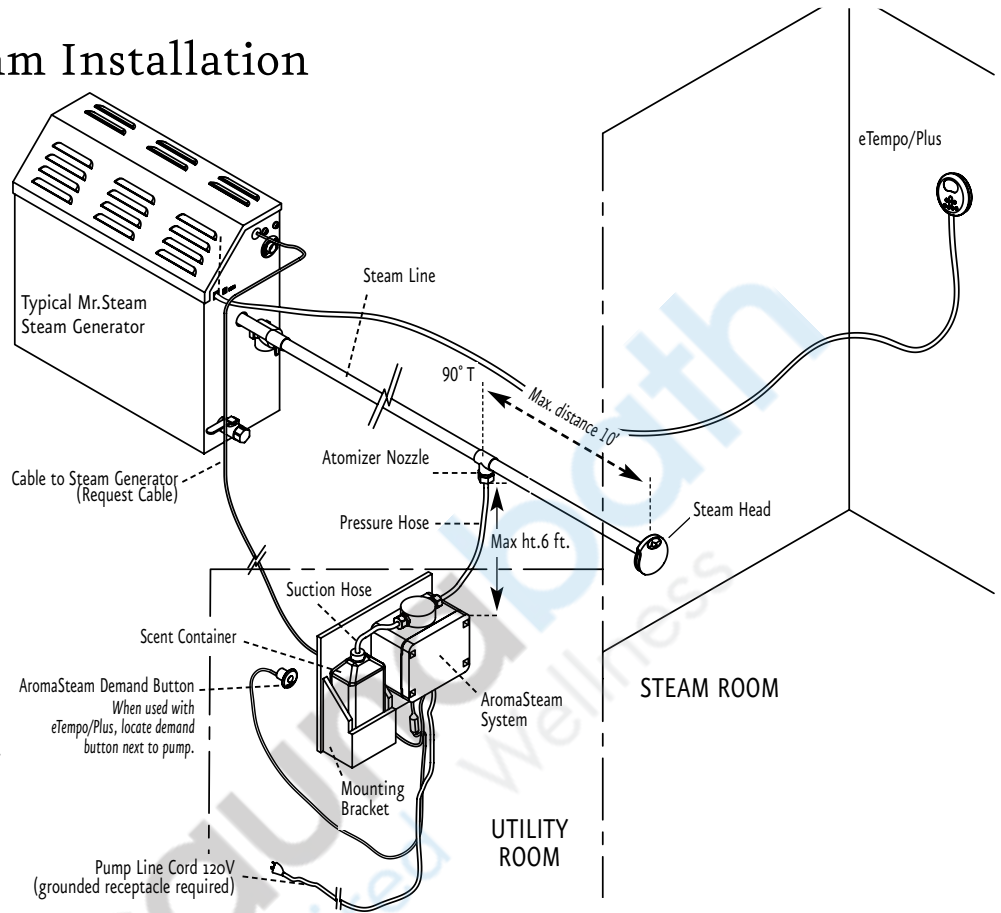 am Installation
eTempo/Plus
Steam Line
Typical Mr.Steam
Steam Generator
90° T
Max. distance 10'
Atomizer Nozzle
Cable to Steam Generator
(Request Cable)
Steam Head
Pressure Hose
Max ht.6 ft.
Suction Hose
Scent Container
AromaSteam Demand Button
When used with
eTempo/Plus, locate demand
button next to pump.
AromaSteam
System
STEAM ROOM
Mounting
Bracket
UTILITY
ROOM
Pump Line Cord 120V
(grounded receptacle required)
aunabath
Wellness